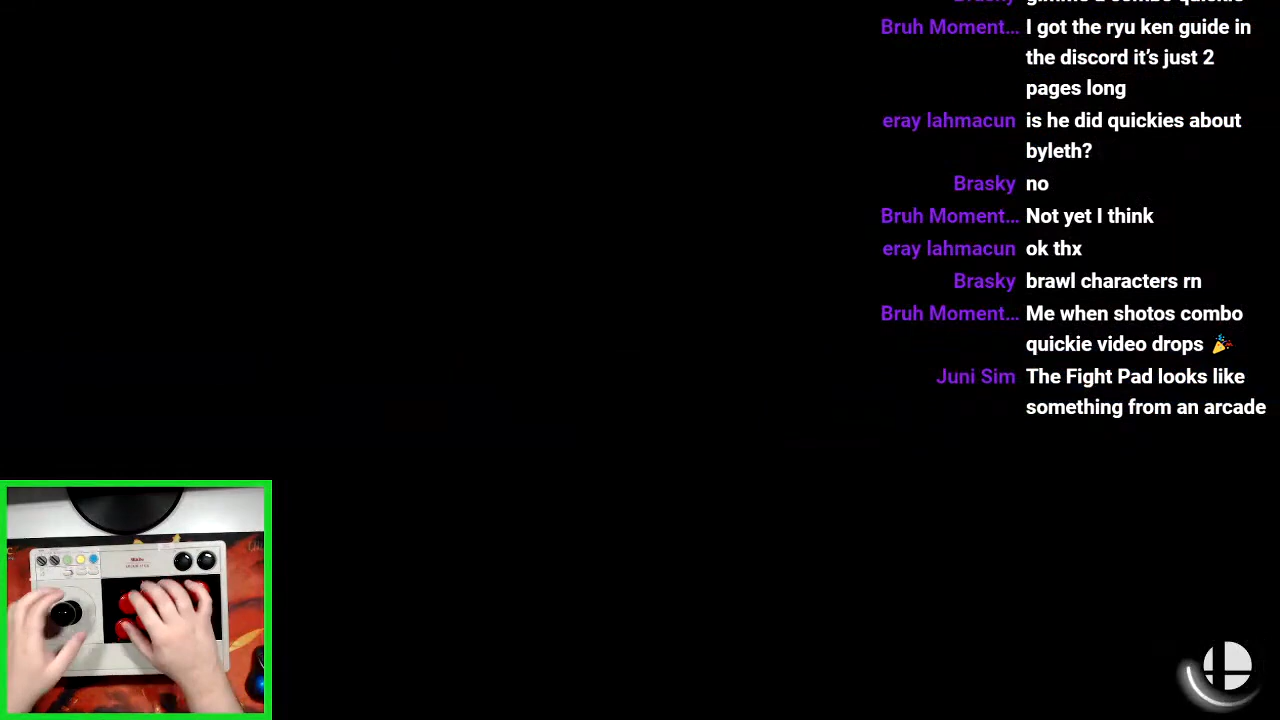 Bruh Moment… I got the ryu ken guide in
the discord it's just 2
pages long
eray lahmacun is he did quickies about
byleth?
Brasky no
Bruh Moment… Not yet I think
eray lahmacun ok thx
Brasky brawl characters rn
Bruh Moment… Me when shotos combo
quickie video drops 🎉
Juni Sim The Fight Pad looks like
something from an arcade